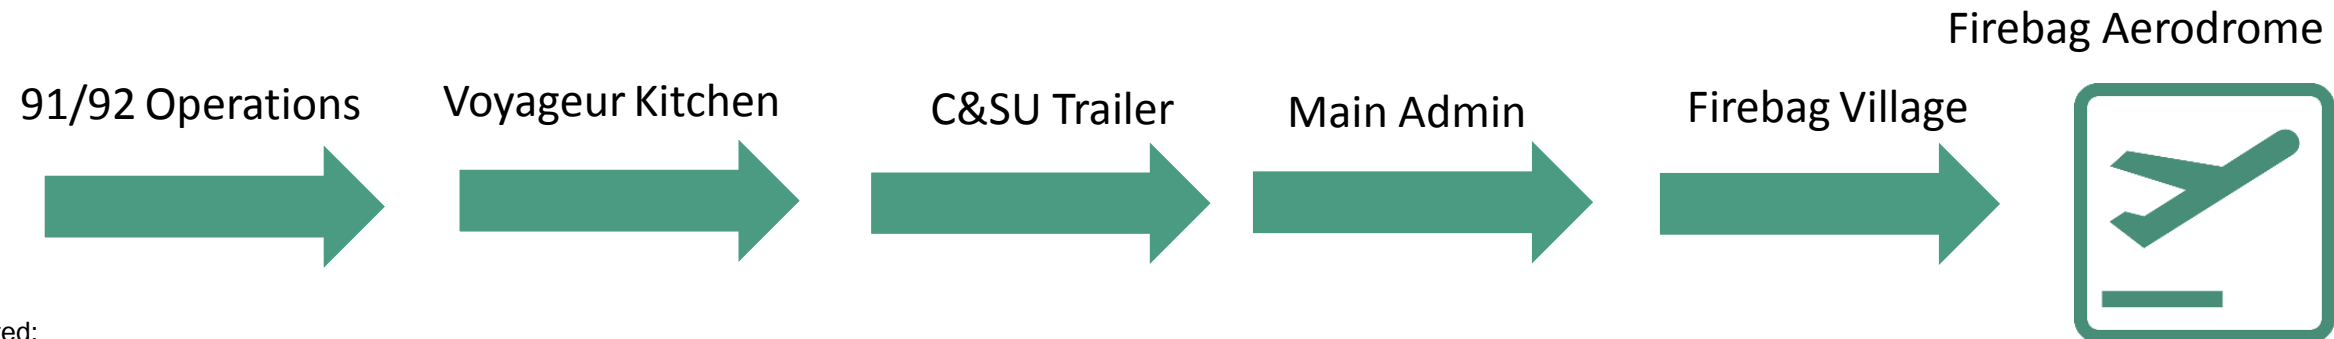 Firebag Aerodrome
91/92 Operations
Voyageur Kitchen
C&SU Trailer
Main Admin
Firebag Village